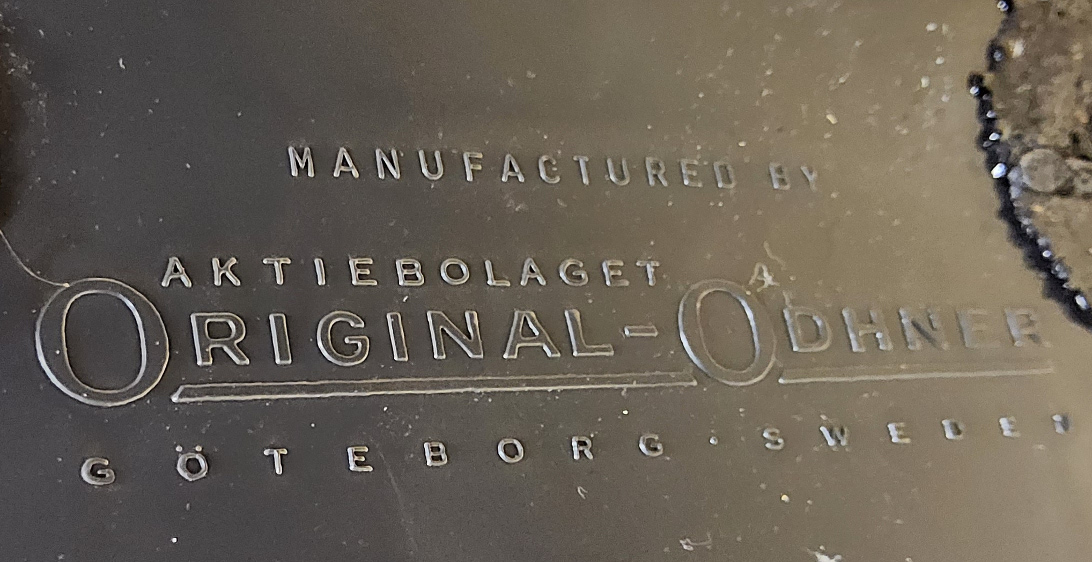 MANUFACTURED BY
AKTIEBOLAGET
ORIGINAL-ODHNER
GÖTEBORG·SWEDEN